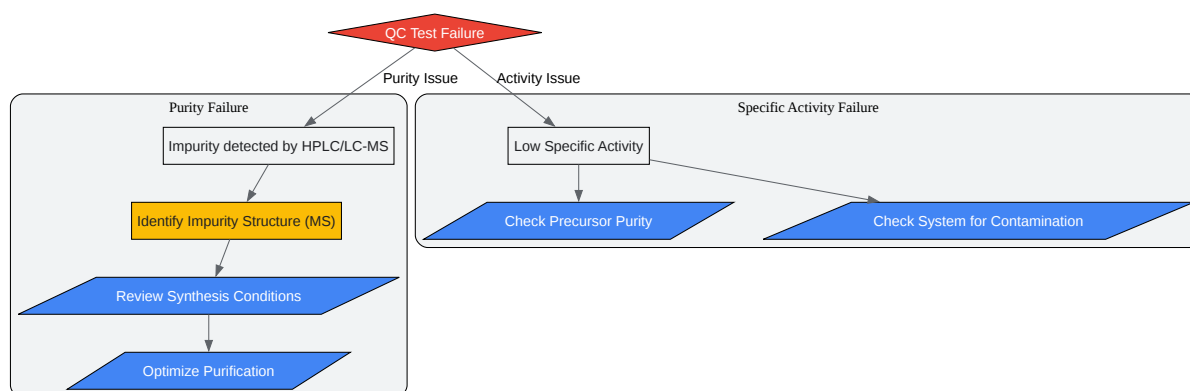 QC Test Failure
Purity Issue
Activity Issue
Purity Failure
Impurity detected by HPLC/LC-MS
Identify Impurity Structure (MS)
Review Synthesis Conditions
Optimize Purification
Specific Activity Failure
Low Specific Activity
Check Precursor Purity
Check System for Contamination